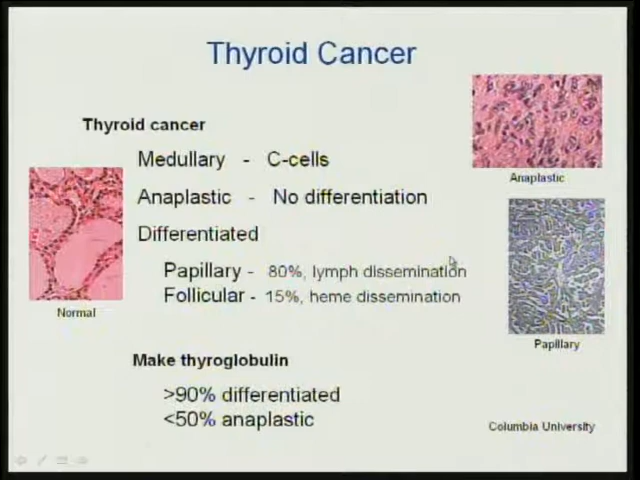 Thyroid Cancer
Thyroid cancer
Medullary - C-cells
Anaplastic - No differentiation
Differentiated
Papillary - 80%, lymph dissemination
Follicular - 15%, heme dissemination
Make thyroglobulin
>90% differentiated
<50% anaplastic
Normal
Anaplastic
Papillary
Columbia University